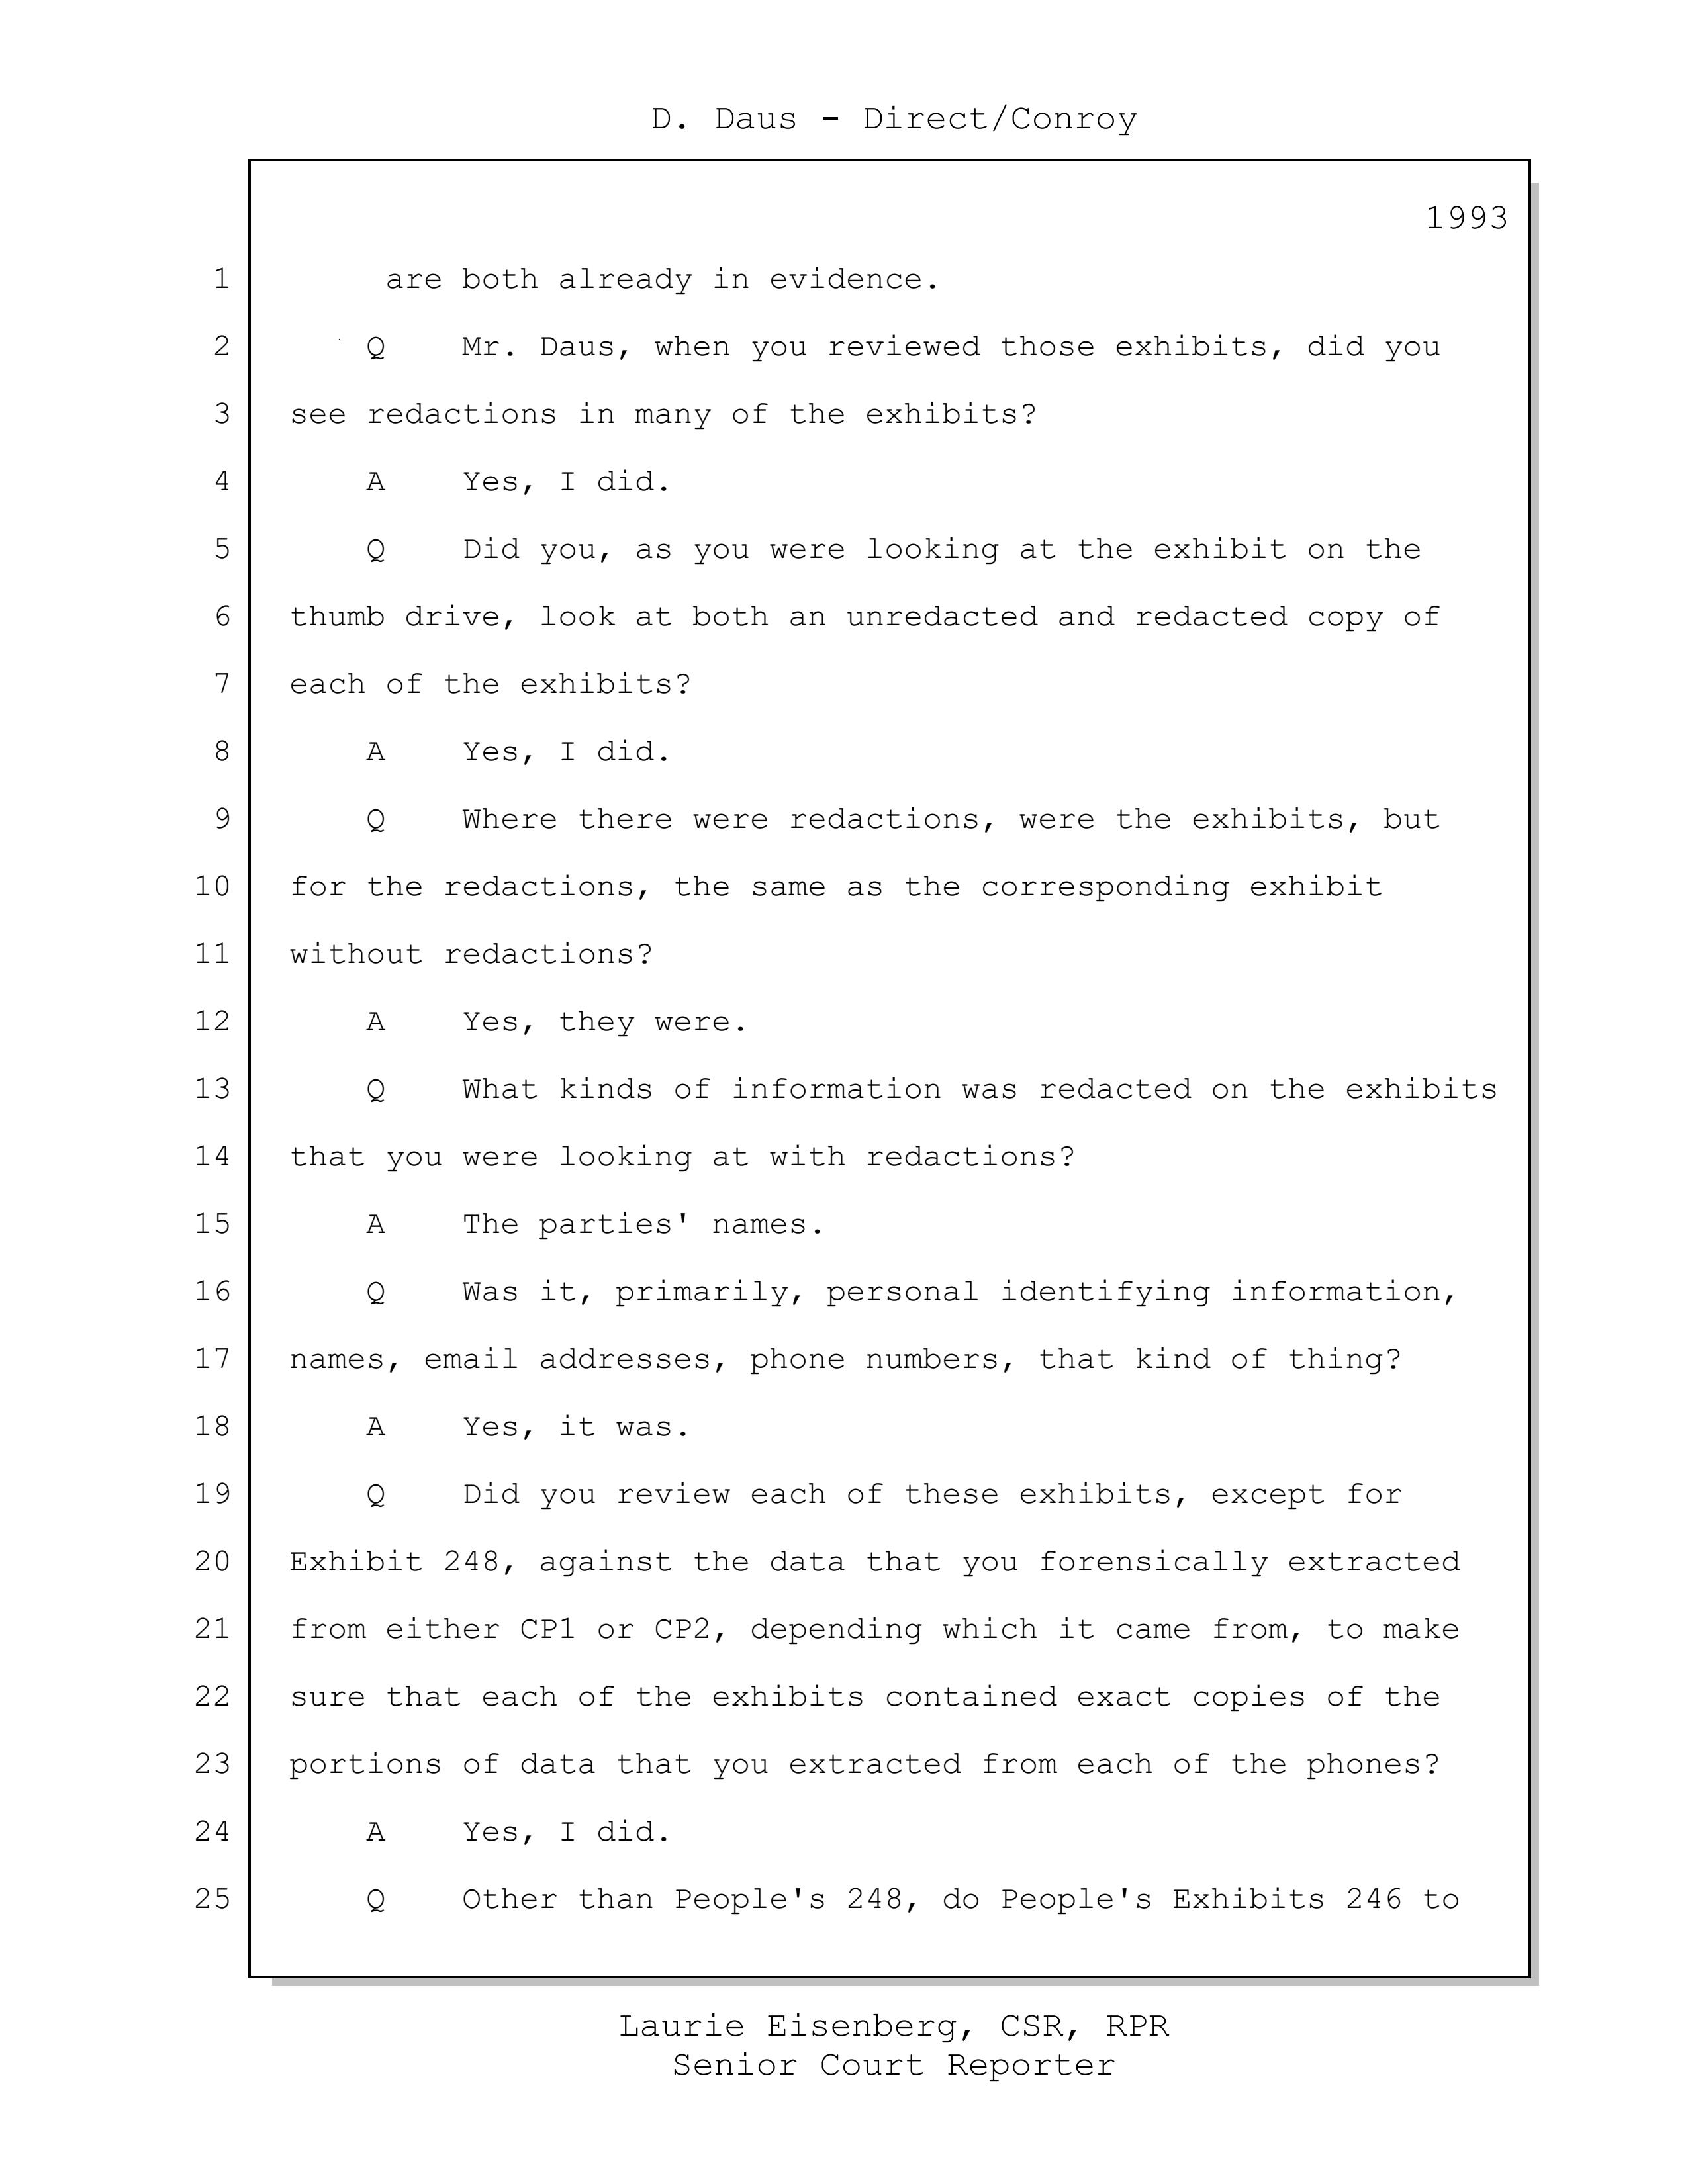 D. Daus - Direct/Conroy
1993
1 are both already in evidence.
2 Q Mr. Daus, when you reviewed those exhibits, did you
3 see redactions in many of the exhibits?
4 A Yes, I did.
5 Q Did you, as you were looking at the exhibit on the
6 thumb drive, look at both an unredacted and redacted copy of
7 each of the exhibits?
8 A Yes, I did.
9 Q Where there were redactions, were the exhibits, but
10 for the redactions, the same as the corresponding exhibit
11 without redactions?
12 A Yes, they were.
13 Q What kinds of information was redacted on the exhibits
14 that you were looking at with redactions?
15 A The parties' names.
16 Q Was it, primarily, personal identifying information,
17 names, email addresses, phone numbers, that kind of thing?
18 A Yes, it was.
19 Q Did you review each of these exhibits, except for
20 Exhibit 248, against the data that you forensically extracted
21 from either CP1 or CP2, depending which it came from, to make
22 sure that each of the exhibits contained exact copies of the
23 portions of data that you extracted from each of the phones?
24 A Yes, I did.
25 Q Other than People's 248, do People's Exhibits 246 to
Laurie Eisenberg, CSR, RPR
Senior Court Reporter